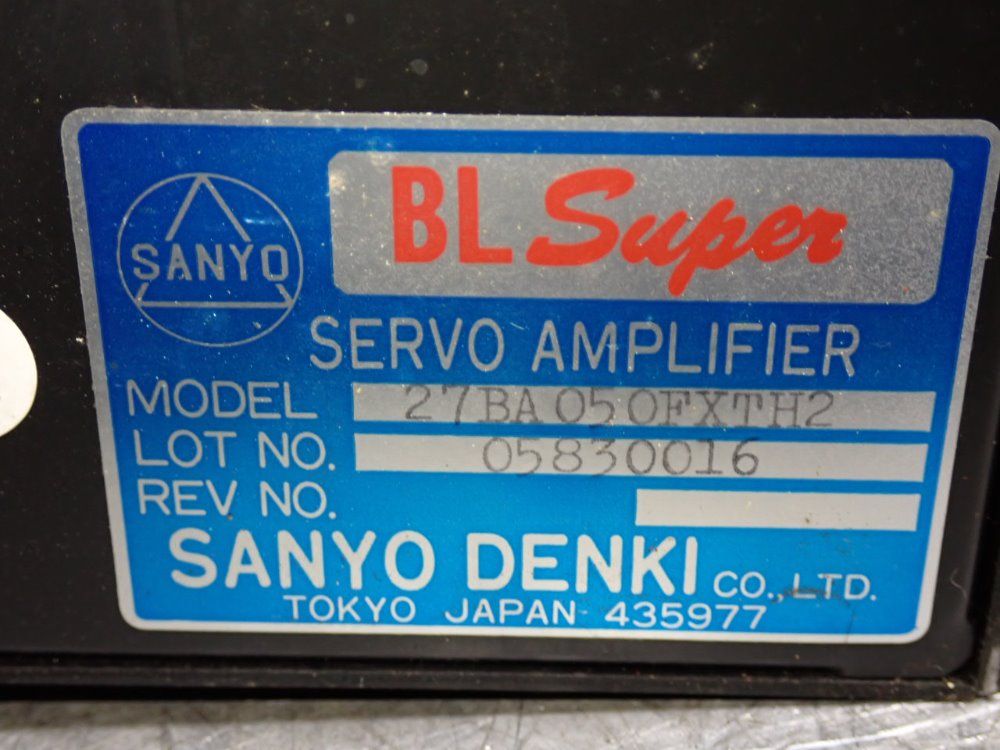 BL Super
SANYO
SERVO AMPLIFIER
MODEL 27BA050FXTH2
LOT NO. 05830016
REV NO.
SANYO DENKI CO.,LTD.
TOKYO JAPAN 435977